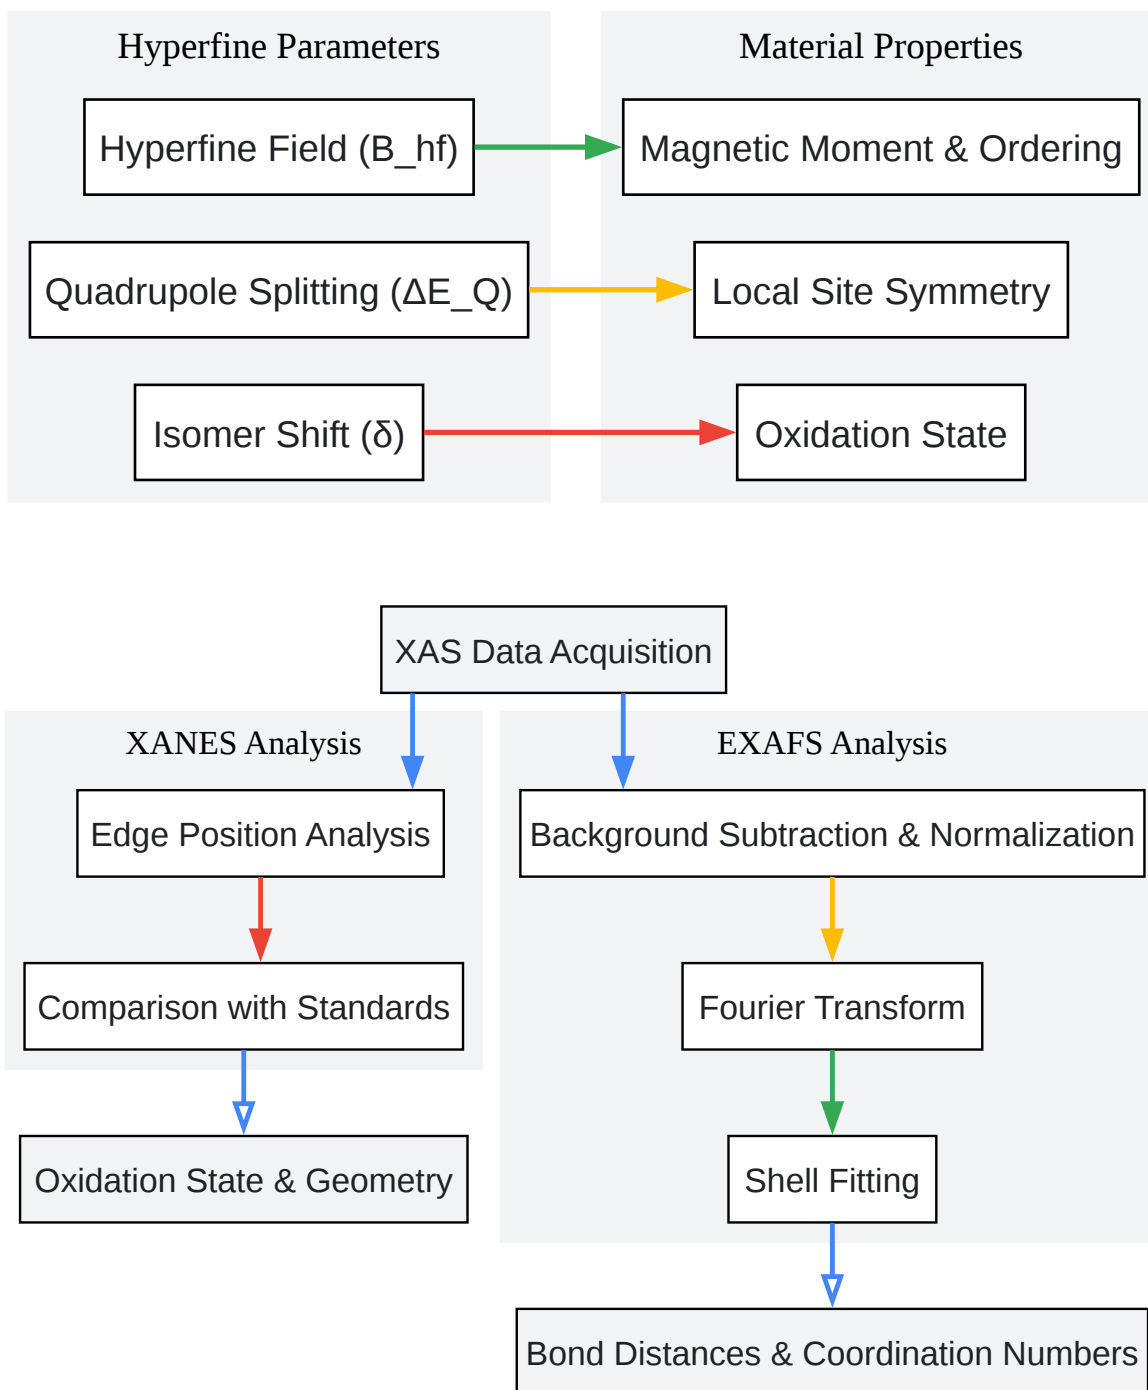 Hyperfine Parameters
Material Properties
Hyperfine Field (B_hf)
Magnetic Moment & Ordering
Quadrupole Splitting (ΔE_Q)
Local Site Symmetry
Isomer Shift (δ)
Oxidation State
XAS Data Acquisition
XANES Analysis
EXAFS Analysis
Edge Position Analysis
Background Subtraction & Normalization
Comparison with Standards
Fourier Transform
Oxidation State & Geometry
Shell Fitting
Bond Distances & Coordination Numbers